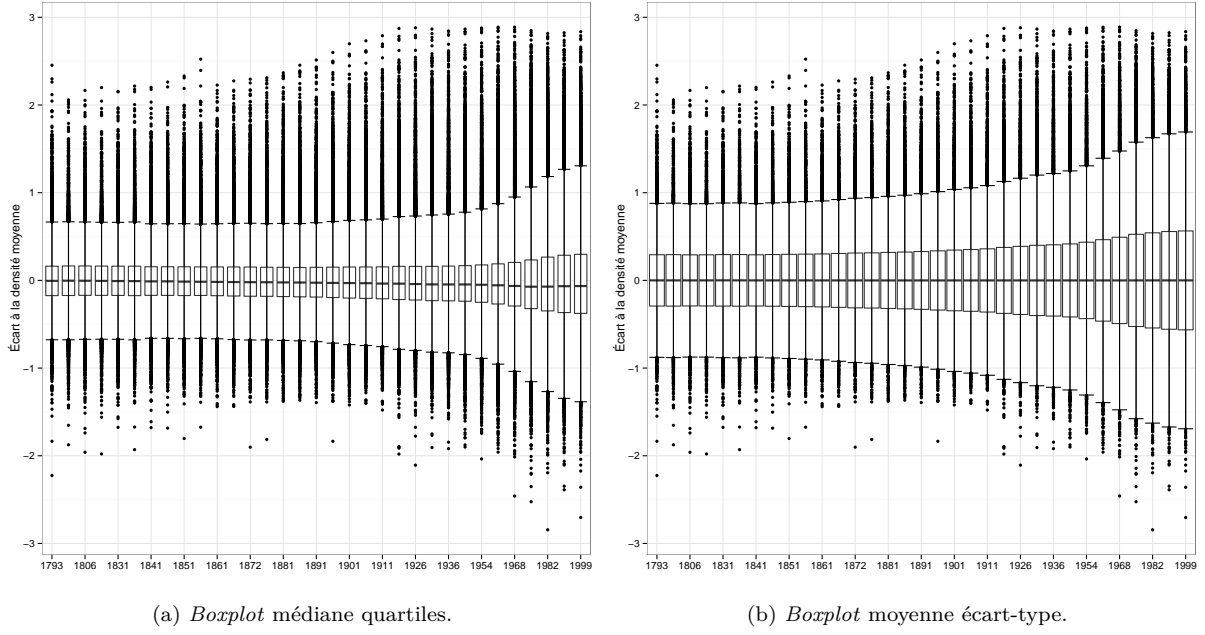 Écart à la densité moyenne
3
2
1
0
−1
−2
−3
1793 1806 1831 1841 1851 1861 1872 1881 1891 1901 1911 1926 1936 1954 1968 1982 1999
(a) Boxplot médiane quartiles.
Écart à la densité moyenne
3
2
1
0
−1
−2
−3
1793 1806 1831 1841 1851 1861 1872 1881 1891 1901 1911 1926 1936 1954 1968 1982 1999
(b) Boxplot moyenne écart-type.